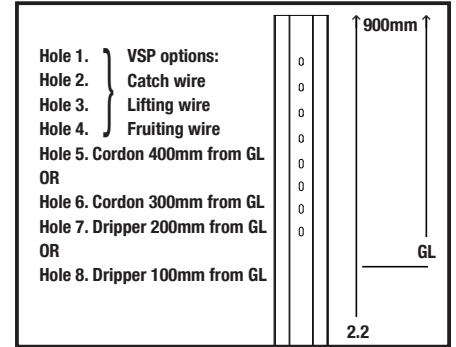 900mm
Hole 1. VSP options:
Hole 2. Catch wire
Hole 3. Lifting wire
Hole 4. Fruiting wire
Hole 5. Cordon 400mm from GL
OR
Hole 6. Cordon 300mm from GL
Hole 7. Dripper 200mm from GL
OR
Hole 8. Dripper 100mm from GL
GL
2.2